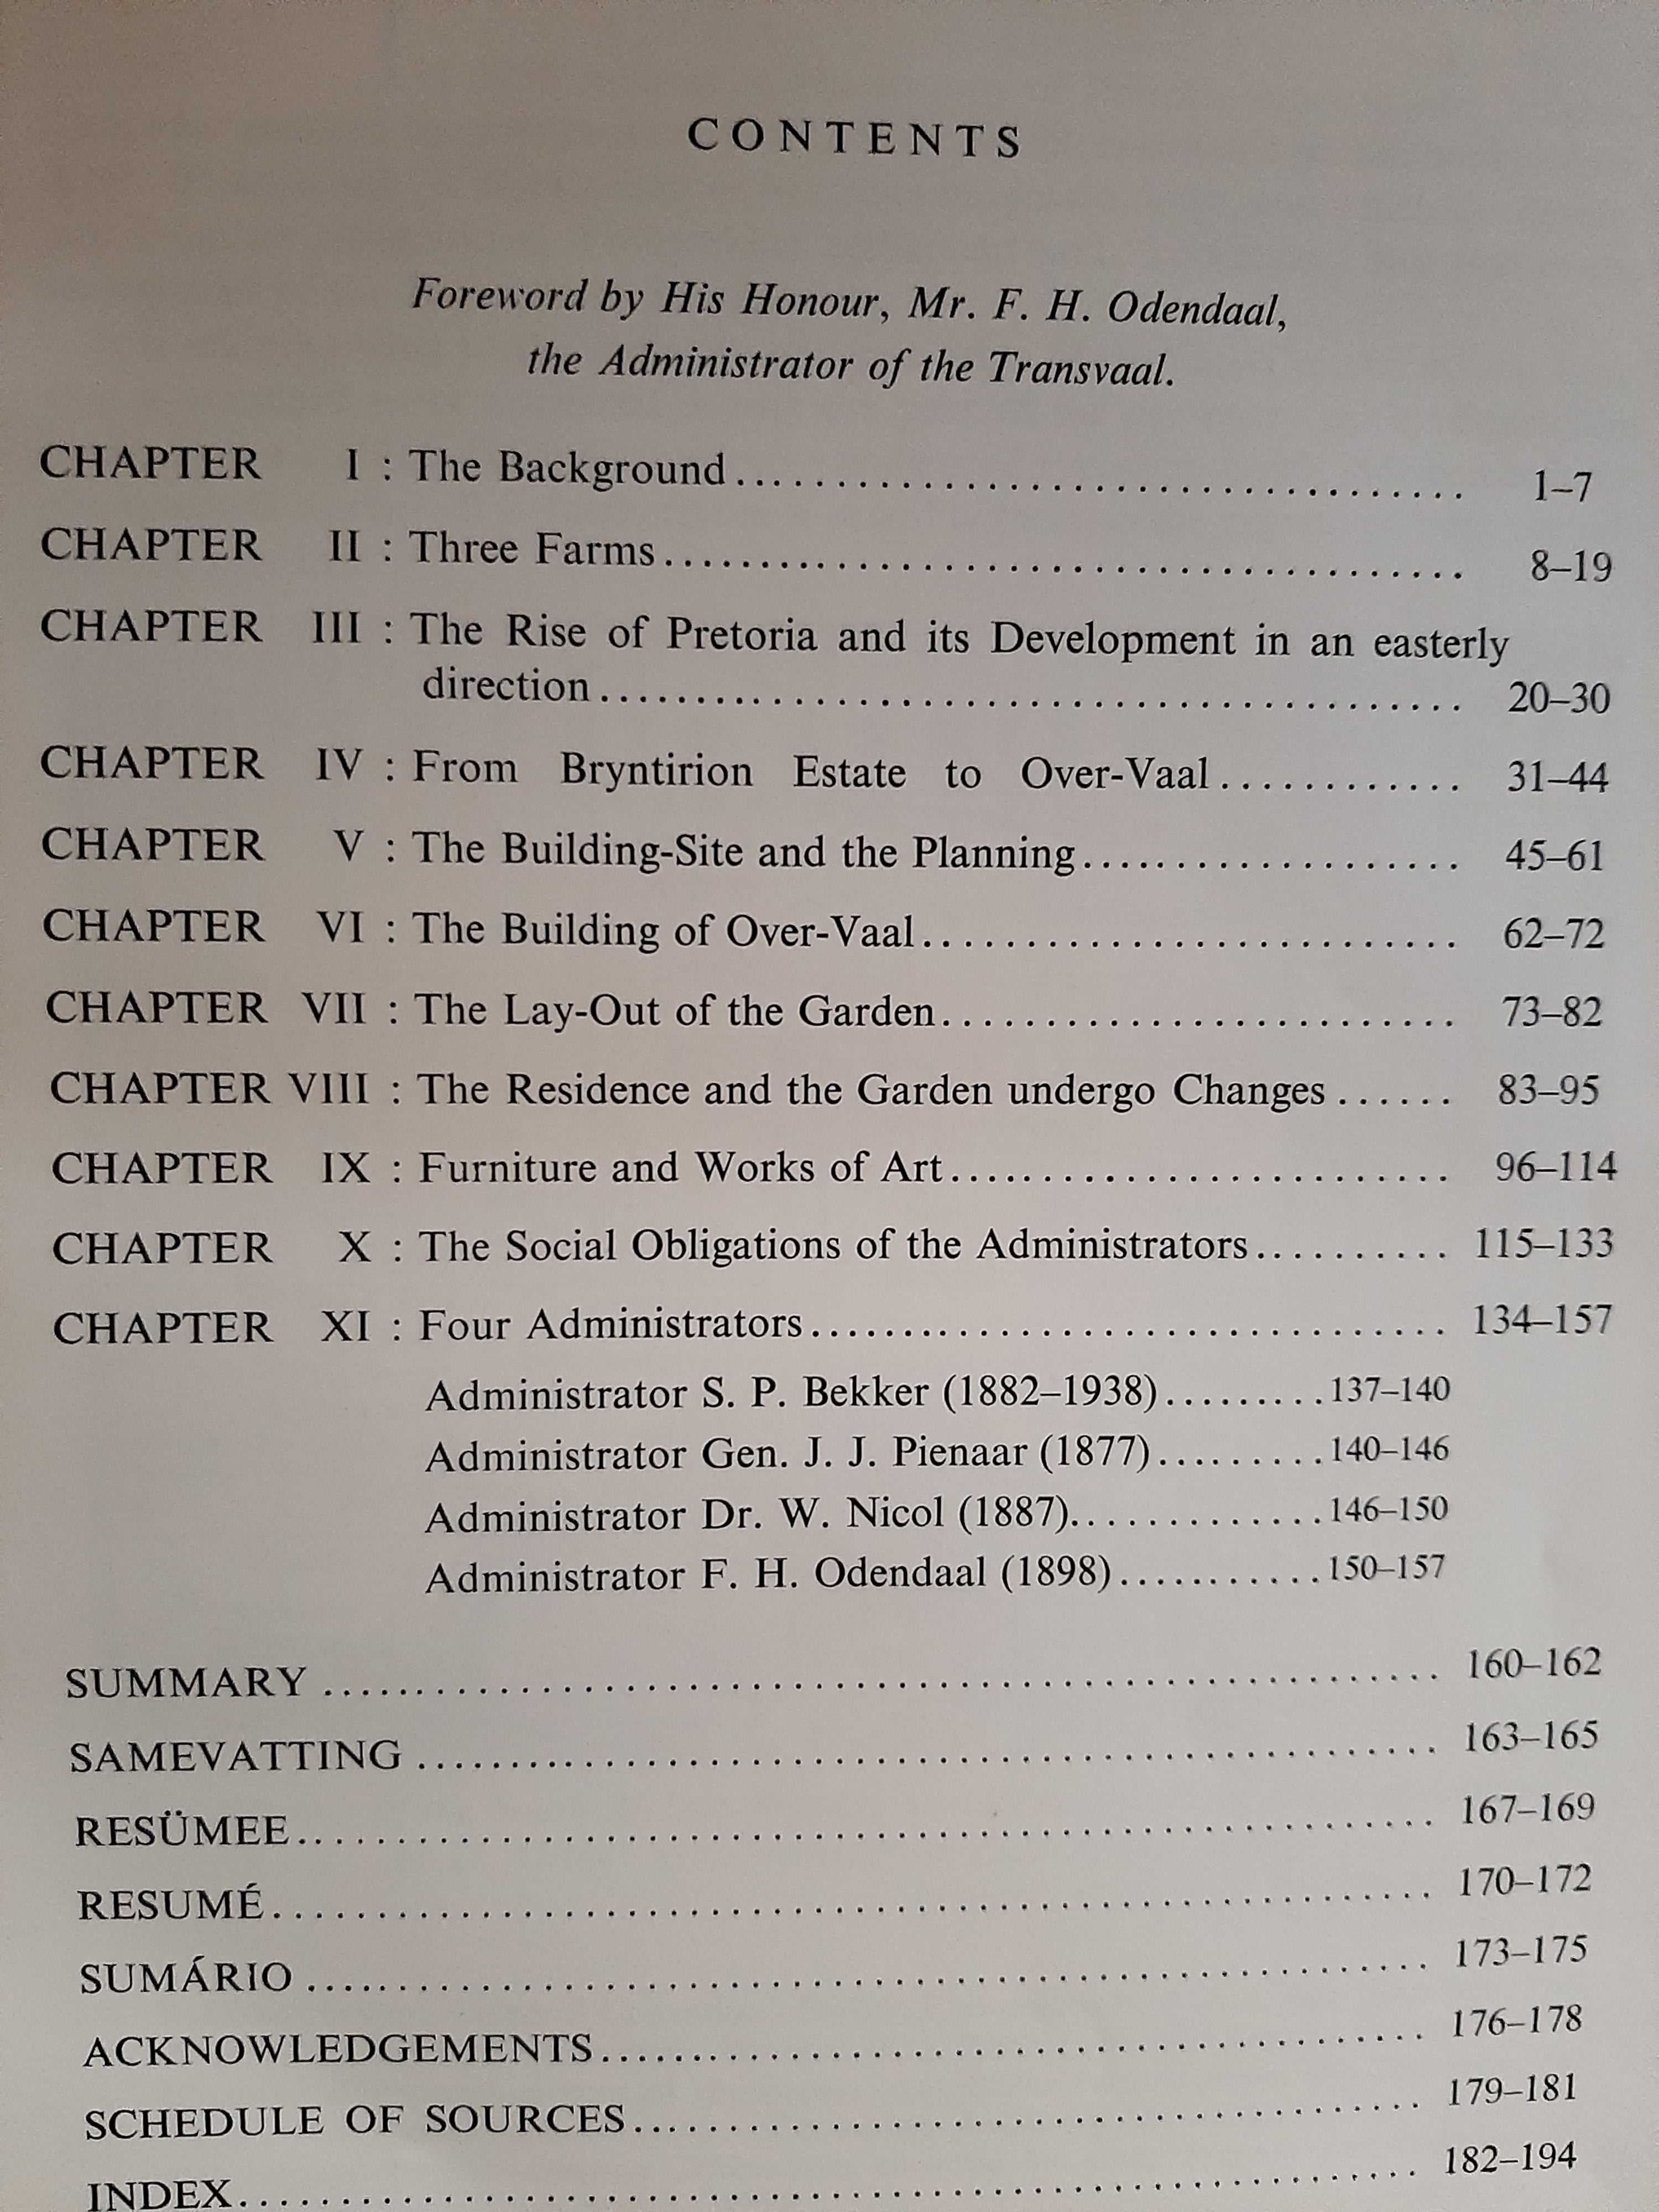 CONTENTS
Foreword by His Honour, Mr. F. H. Odendaal,
the Administrator of the Transvaal.
CHAPTER I : The Background........................................ 1–7
CHAPTER II : Three Farms........................................ 8–19
CHAPTER III : The Rise of Pretoria and its Development in an easterly
direction........................................ 20–30
CHAPTER IV : From Bryntirion Estate to Over-Vaal............ 31–44
CHAPTER V : The Building-Site and the Planning.................. 45–61
CHAPTER VI : The Building of Over-Vaal.......................... 62–72
CHAPTER VII : The Lay-Out of the Garden......................... 73–82
CHAPTER VIII : The Residence and the Garden undergo Changes ...... 83–95
CHAPTER IX : Furniture and Works of Art........................ 96–114
CHAPTER X : The Social Obligations of the Administrators.......... 115–133
CHAPTER XI : Four Administrators................................ 134–157
Administrator S. P. Bekker (1882–1938).........137–140
Administrator Gen. J. J. Pienaar (1877).........140–146
Administrator Dr. W. Nicol (1887).............146–150
Administrator F. H. Odendaal (1898)...........150–157
SUMMARY ........................................ 160–162
SAMEVATTING ........................................ 163–165
RESÜMEE........................................ 167–169
RESUMÉ........................................ 170–172
SUMÁRIO ........................................ 173–175
ACKNOWLEDGEMENTS........................................ 176–178
SCHEDULE OF SOURCES........................................ 179–181
INDEX........................................ 182–194